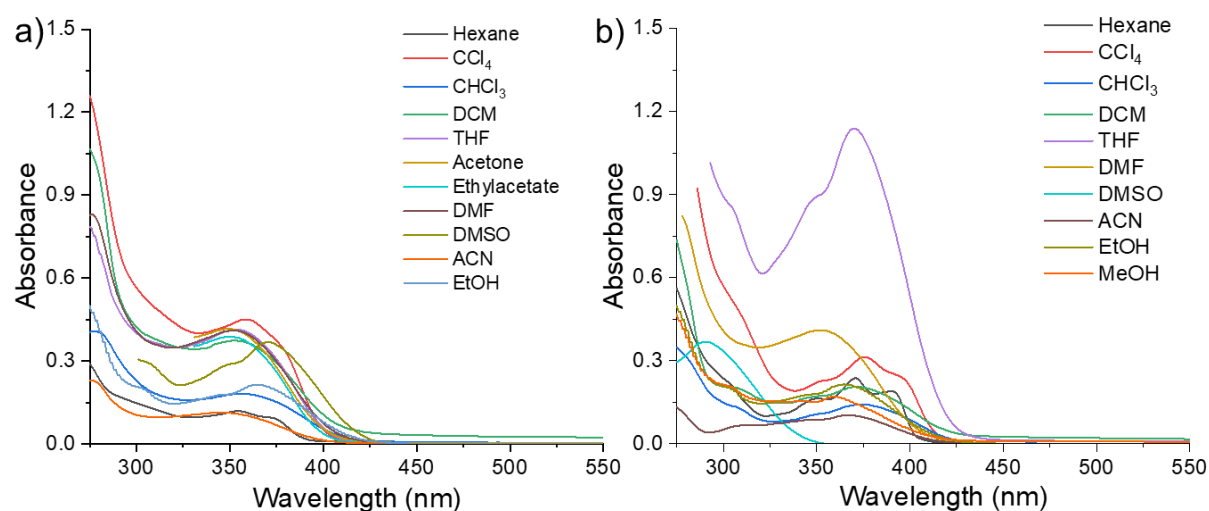 a)
1.5
1.2
0.9
0.6
0.3
0.0
Absorbance
300 350 400 450 500 550
Wavelength (nm)
Hexane
CCl₄
CHCl₃
DCM
THF
Acetone
Ethylacetate
DMF
DMSO
ACN
EtOH
b)
1.5
1.2
0.9
0.6
0.3
0.0
Absorbance
300 350 400 450 500 550
Wavelength (nm)
Hexane
CCl₄
CHCl₃
DCM
THF
DMF
DMSO
ACN
EtOH
MeOH